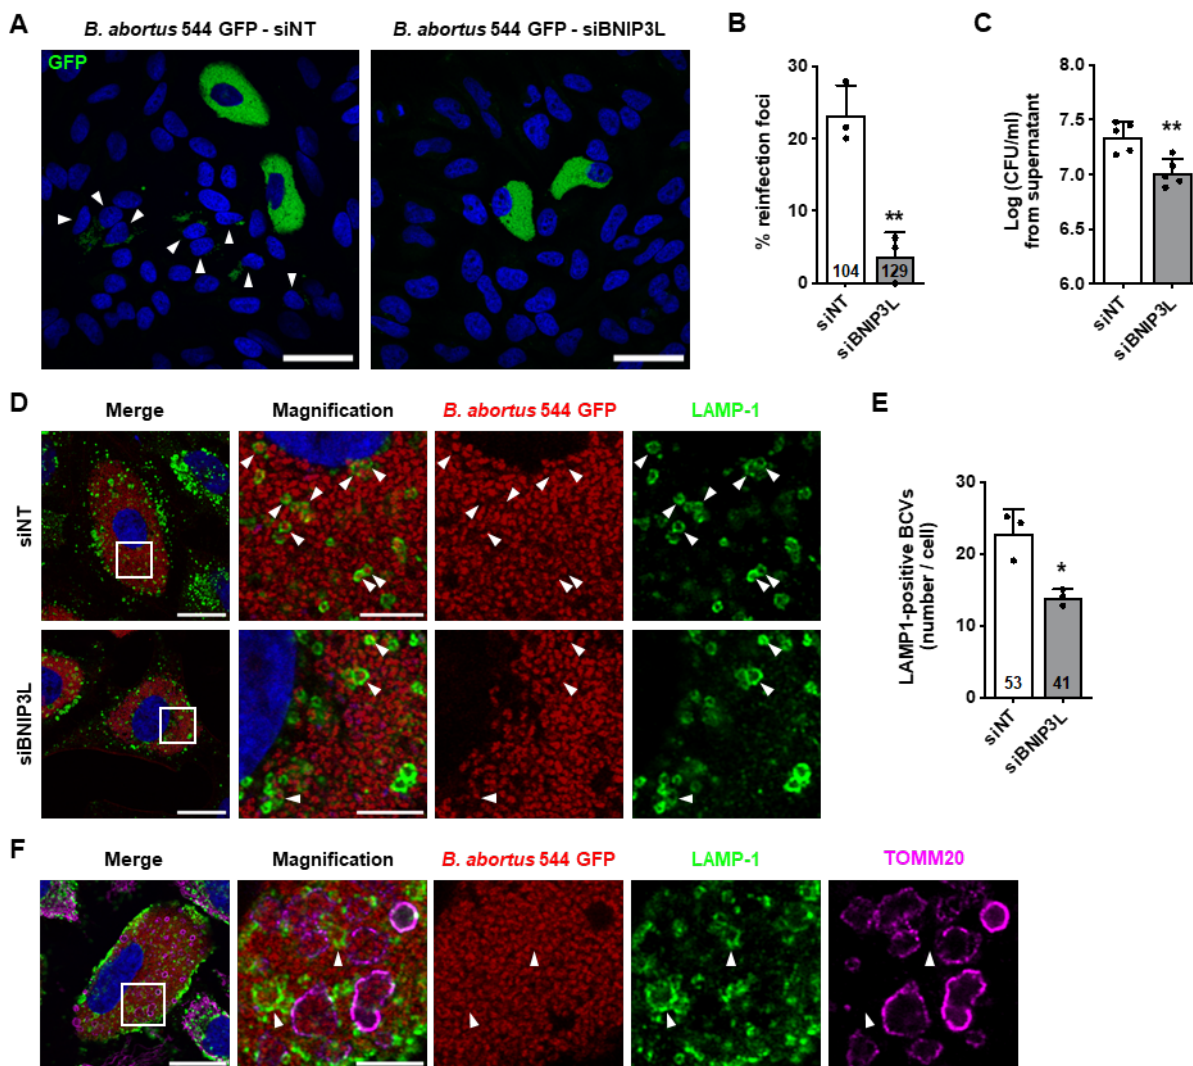 A
B. abortus 544 GFP - siNT
B. abortus 544 GFP - siBNIP3L
GFP
B
% reinfection foci
30
20
10
0
104
129
**
siNT
siBNIP3L
C
Log (CFU/ml)
from supernatant
8.0
7.5
7.0
6.5
6.0
**
siNT
siBNIP3L
D
Merge
Magnification
B. abortus 544 GFP
LAMP-1
siNT
siBNIP3L
E
LAMP1-positive BCVs
(number / cell)
30
20
10
0
53
41
*
siNT
siBNIP3L
F
Merge
Magnification
B. abortus 544 GFP
LAMP-1
TOMM20